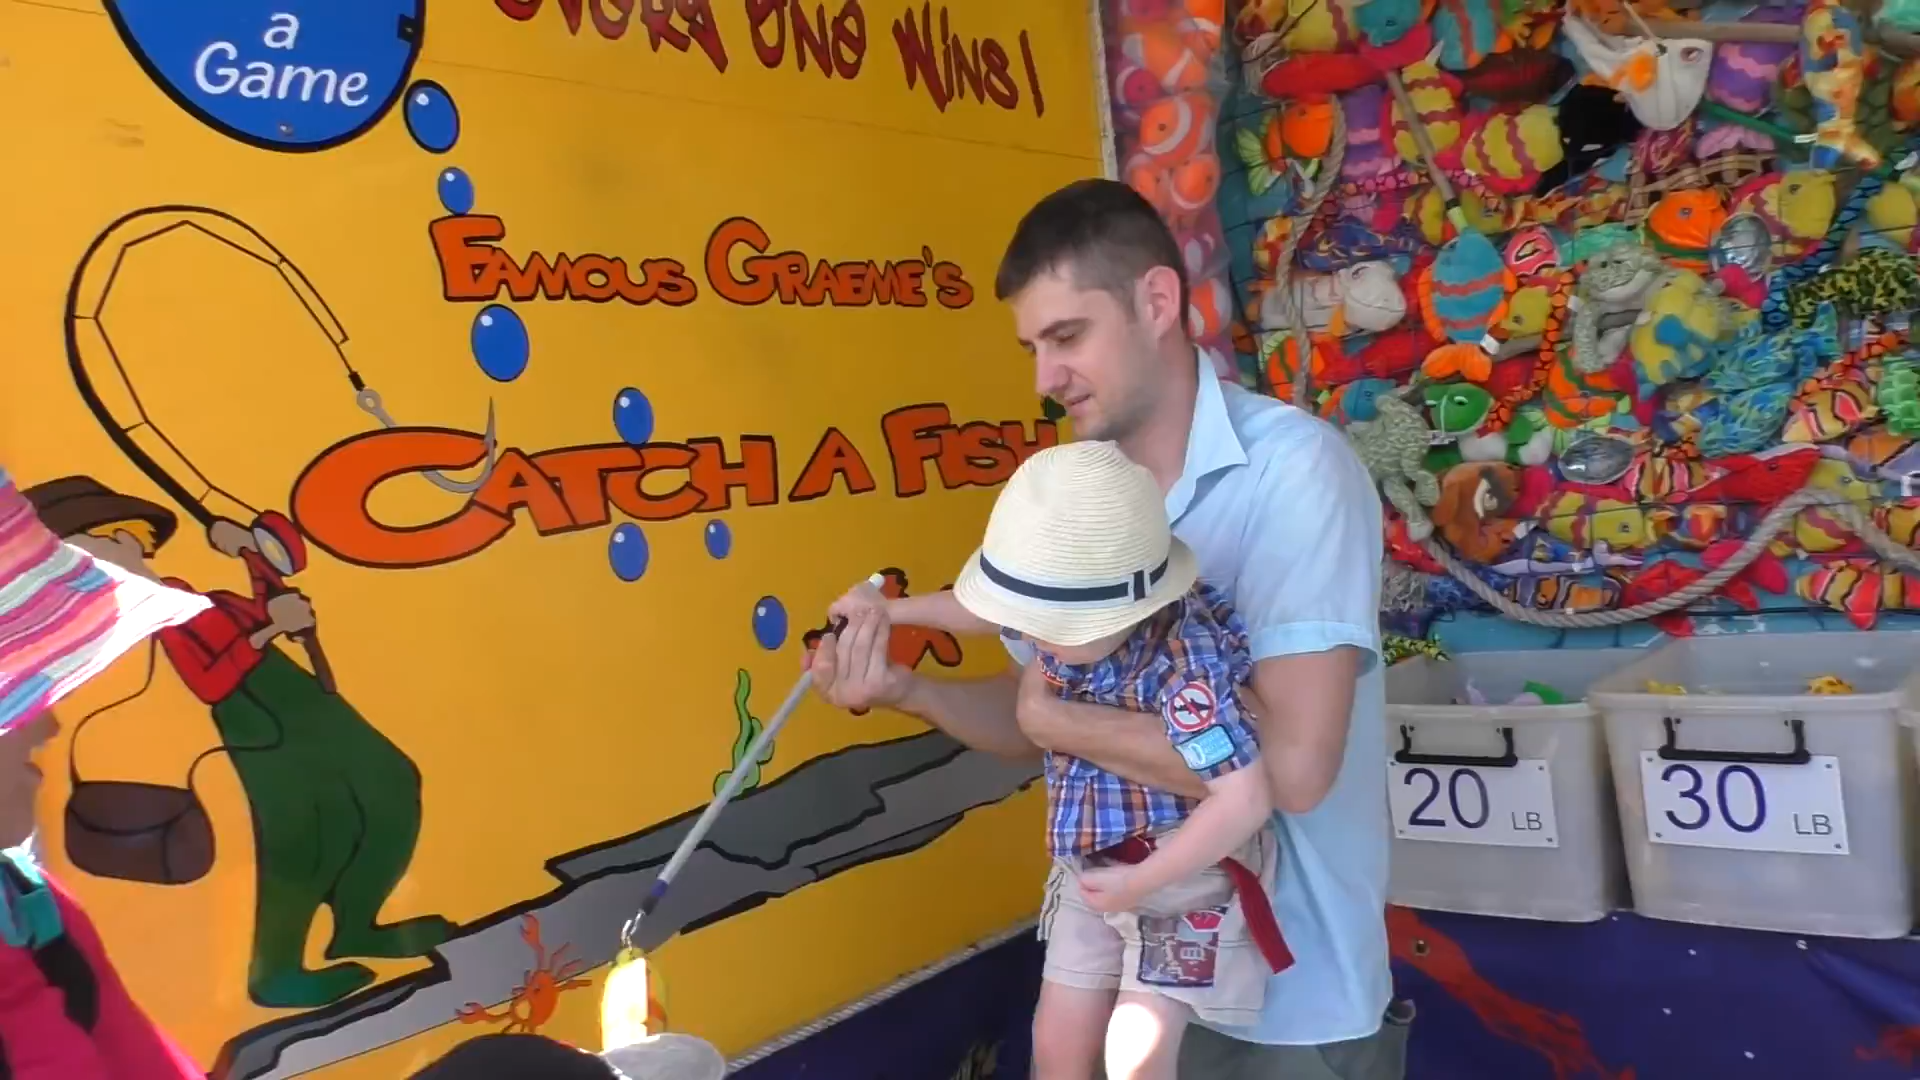 a
Game
EVERY ONE WINS!
FAMOUS GRAEME'S
CATCH A FISH
20 LB
30 LB